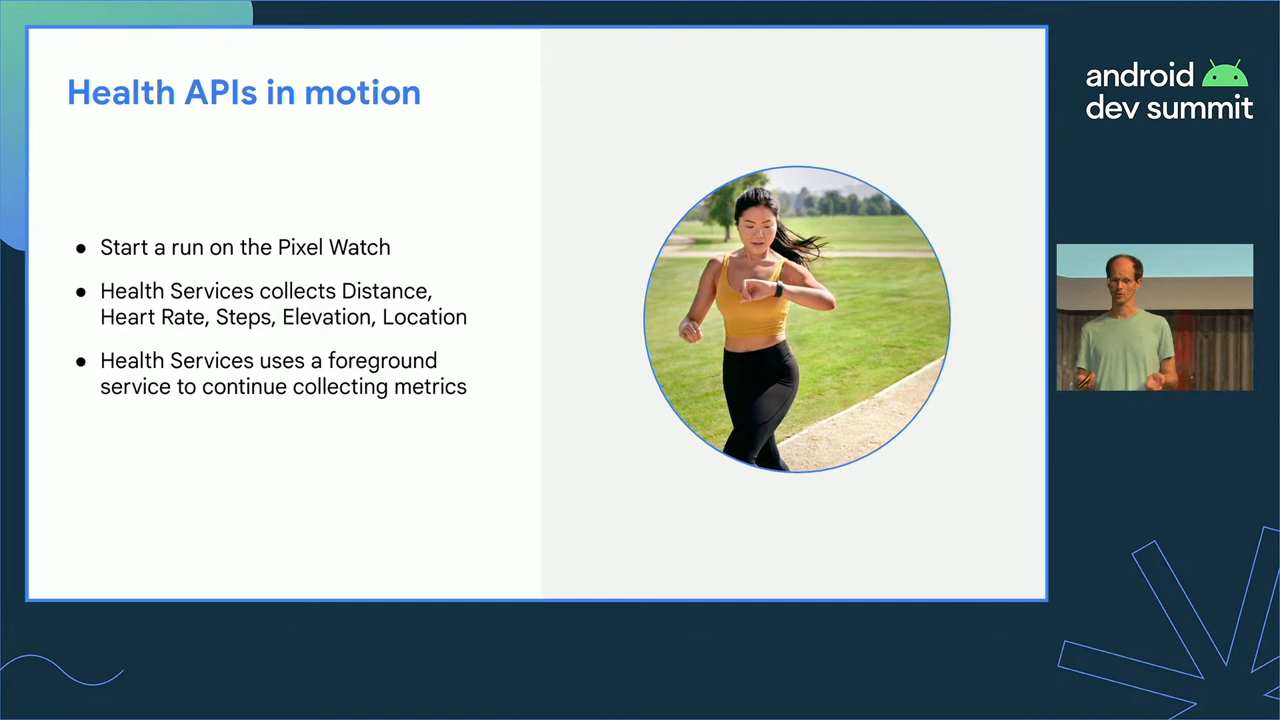 Health APIs in motion
● Start a run on the Pixel Watch
● Health Services collects Distance,
Heart Rate, Steps, Elevation, Location
● Health Services uses a foreground
service to continue collecting metrics
android
dev summit